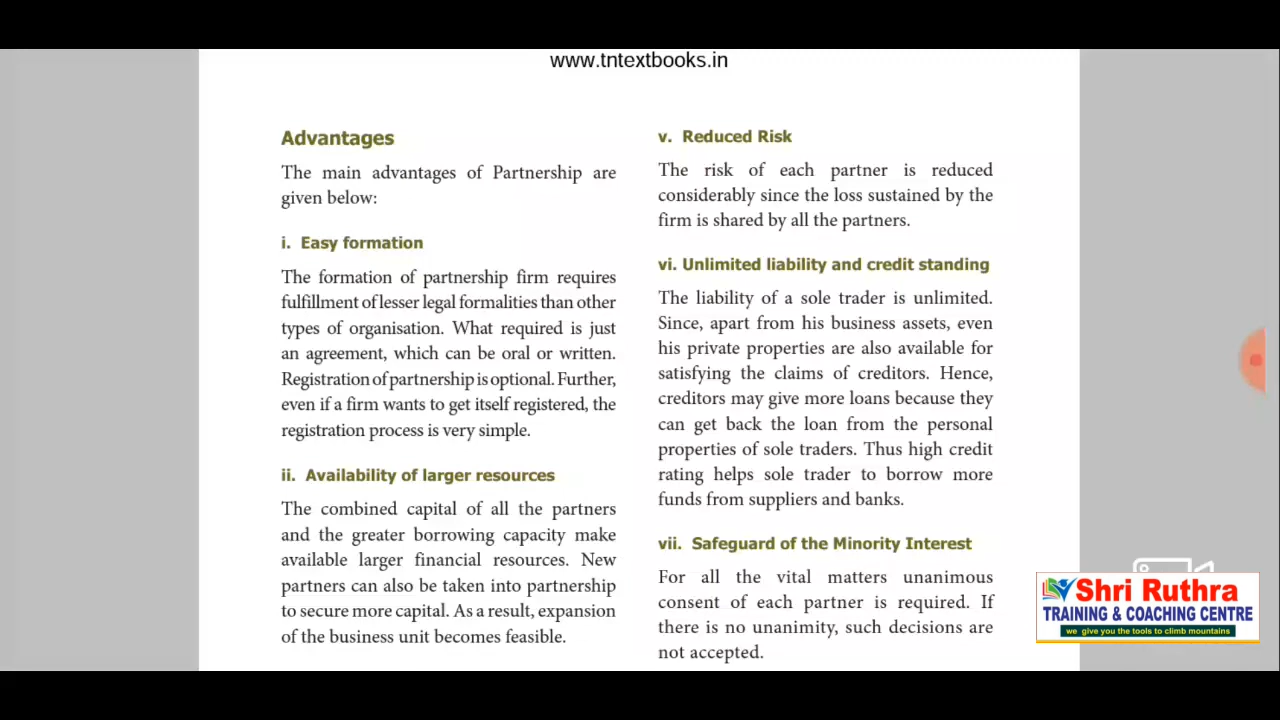 www.tntextbooks.in
Advantages
The main advantages of Partnership are
given below:
i. Easy formation
The formation of partnership firm requires
fulfillment of lesser legal formalities than other
types of organisation. What required is just
an agreement, which can be oral or written.
Registration of partnership is optional. Further,
even if a firm wants to get itself registered, the
registration process is very simple.
ii. Availability of larger resources
The combined capital of all the partners
and the greater borrowing capacity make
available larger financial resources. New
partners can also be taken into partnership
to secure more capital. As a result, expansion
of the business unit becomes feasible.
v. Reduced Risk
The risk of each partner is reduced
considerably since the loss sustained by the
firm is shared by all the partners.
vi. Unlimited liability and credit standing
The liability of a sole trader is unlimited.
Since, apart from his business assets, even
his private properties are also available for
satisfying the claims of creditors. Hence,
creditors may give more loans because they
can get back the loan from the personal
properties of sole traders. Thus high credit
rating helps sole trader to borrow more
funds from suppliers and banks.
vii. Safeguard of the Minority Interest
For all the vital matters unanimous
consent of each partner is required. If
there is no unanimity, such decisions are
not accepted.
Shri Ruthra
TRAINING & COACHING CENTRE
we give you the tools to climb mountains